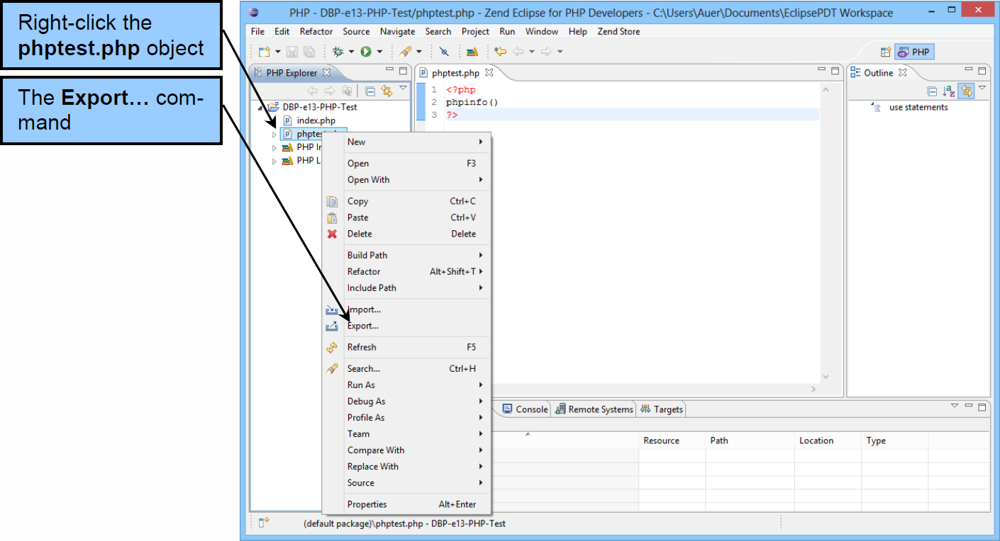 Right-click the
phptest.php object
The Export… com-
mand
PHP - DBP-e13-PHP-Test/phptest.php - Zend Eclipse for PHP Developers - C:\Users\Auer\Documents\EclipsePDT Workspace
File Edit Refactor Source Navigate Search Project Run Window Help Zend Store
PHP
PHP Explorer
phptest.php
Outline
DBP-e13-PHP-Test
index.php
PHP
PHP
1 <?php
2 phpinfo()
3 ?>
use statements
New
Open F3
Open With
Copy Ctrl+C
Paste Ctrl+V
Delete Delete
Build Path
Refactor Alt+Shift+T
Include Path
Import...
Export...
Refresh F5
Search... Ctrl+H
Run As
Debug As
Profile As
Team
Compare With
Replace With
Source
Properties Alt+Enter
Console Remote Systems Targets
Resource Path Location Type
(default package)\phptest.php - DBP-e13-PHP-Test